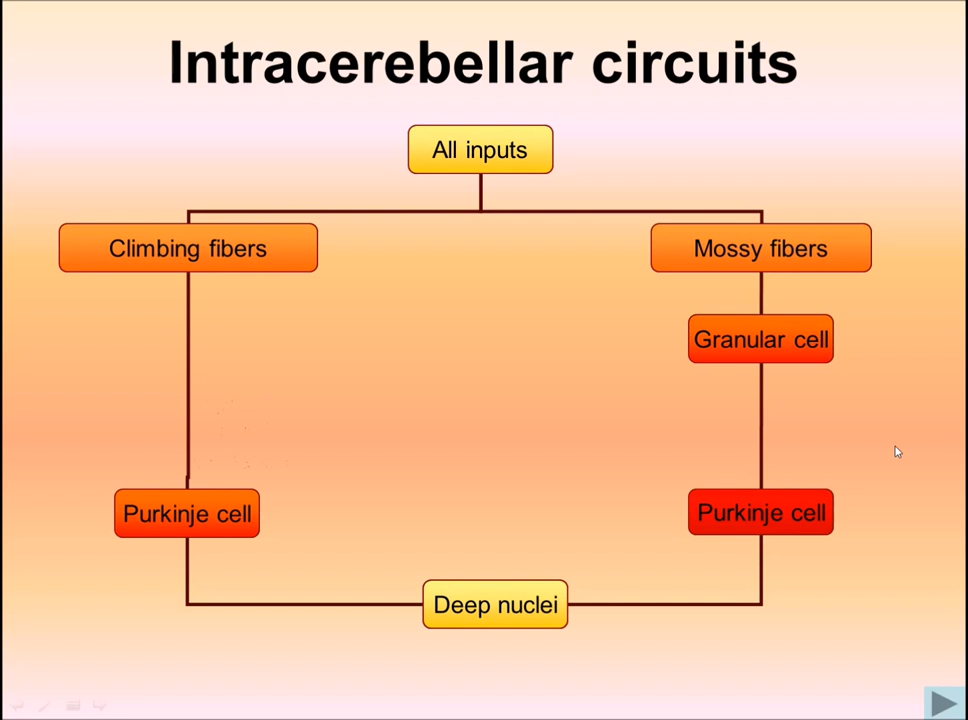 Intracerebellar circuits
All inputs
Climbing fibers
Mossy fibers
Granular cell
Purkinje cell
Purkinje cell
Deep nuclei